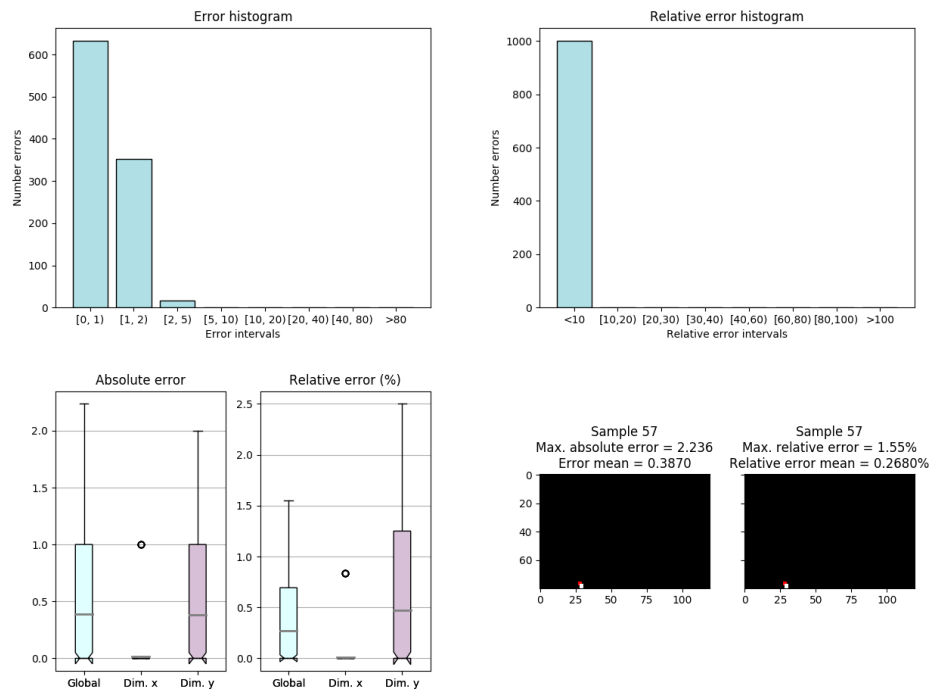 Error histogram
Number errors
600
500
400
300
200
100
0
[0, 1) [1, 2) [2, 5) [5, 10) [10, 20) [20, 40) [40, 80) >80
Error intervals
Relative error histogram
Number errors
1000
800
600
400
200
0
<10 [10,20) [20,30) [30,40) [40,60) [60,80) [80,100) >100
Relative error intervals
Absolute error
2.0
1.5
1.0
0.5
0.0
Global Dim. x Dim. y
Relative error (%)
2.5
2.0
1.5
1.0
0.5
0.0
Global Dim. x Dim. y
Sample 57
Max. absolute error = 2.236
Error mean = 0.3870
0
20
40
60
0 25 50 75 100
Sample 57
Max. relative error = 1.55%
Relative error mean = 0.2680%
0 25 50 75 100